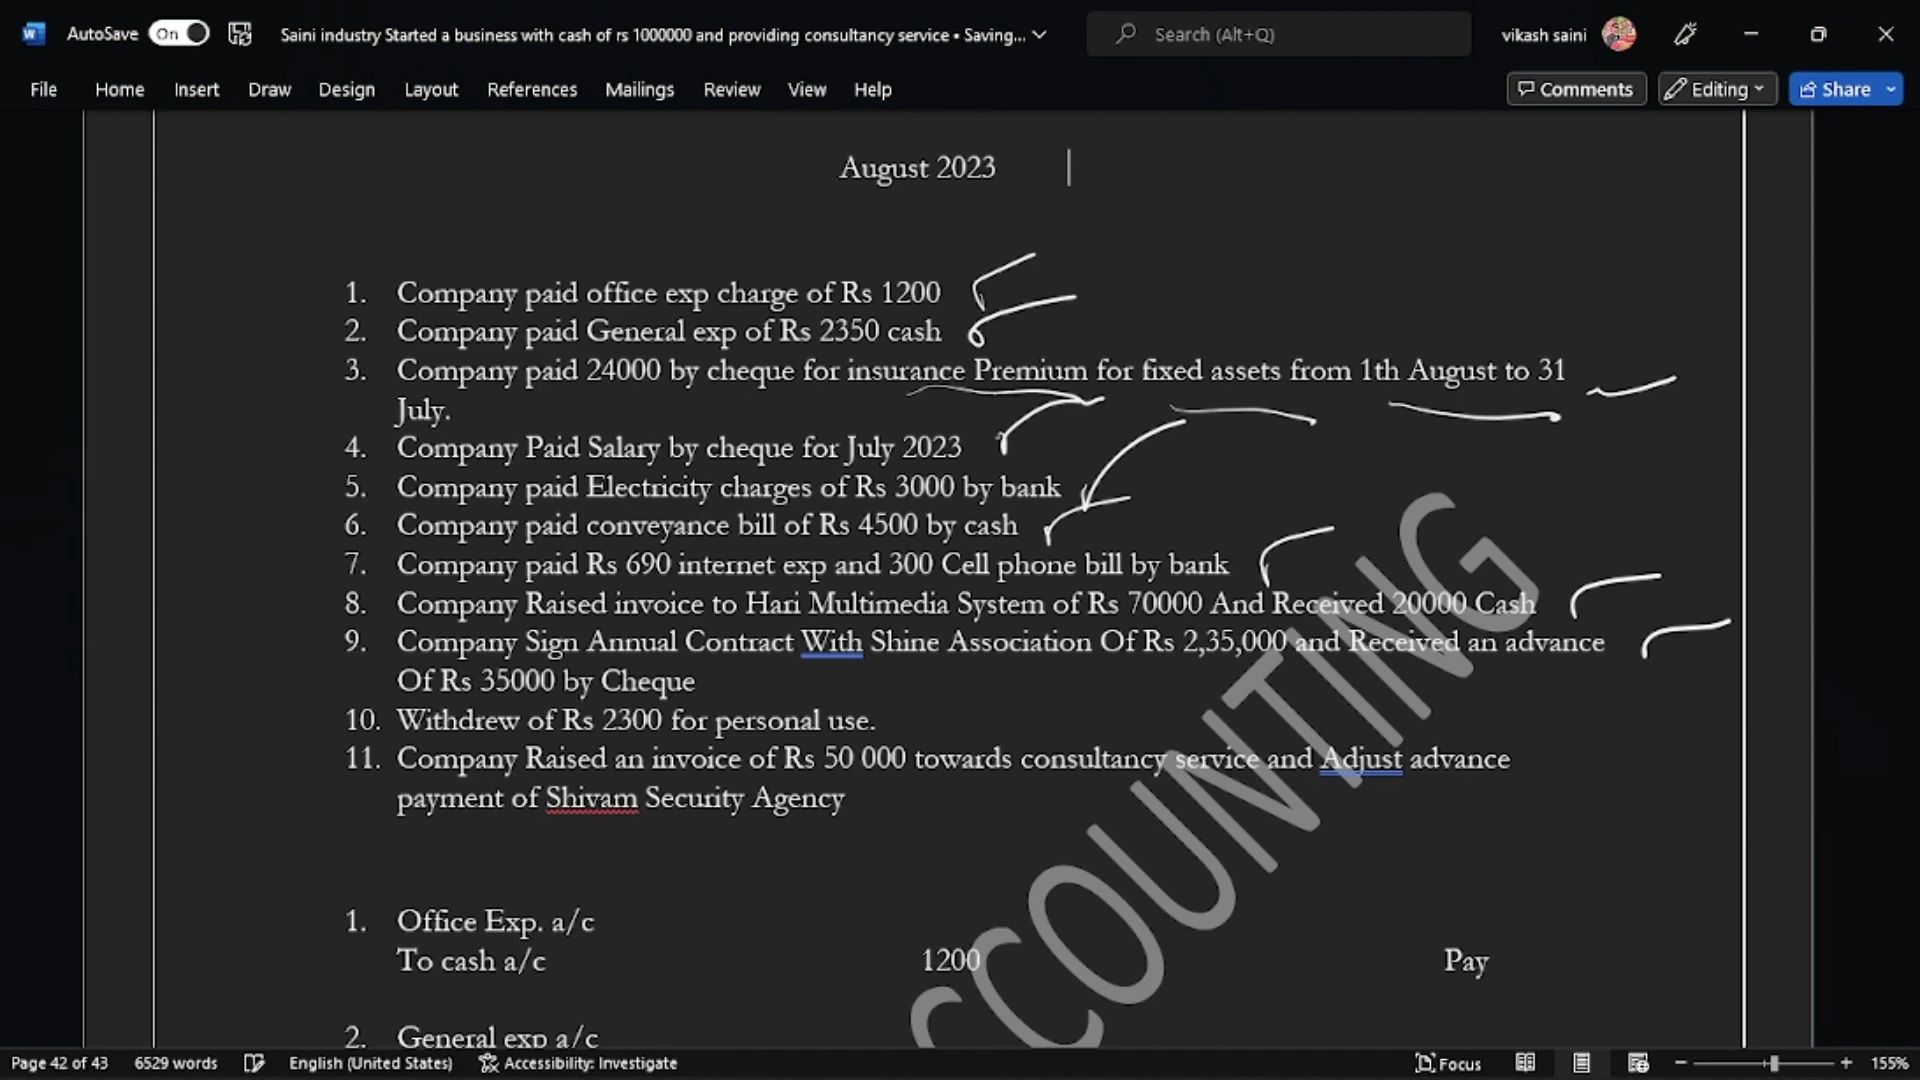 AutoSave On Saini industry Started a business with cash of rs 1000000 and providing consultancy service • Saving... Search (Alt+Q) vikash saini
File Home Insert Draw Design Layout References Mailings Review View Help Comments Editing Share
August 2023
1. Company paid office exp charge of Rs 1200
2. Company paid General exp of Rs 2350 cash
3. Company paid 24000 by cheque for insurance Premium for fixed assets from 1th August to 31
July.
4. Company Paid Salary by cheque for July 2023
5. Company paid Electricity charges of Rs 3000 by bank
6. Company paid conveyance bill of Rs 4500 by cash
7. Company paid Rs 690 internet exp and 300 Cell phone bill by bank
8. Company Raised invoice to Hari Multimedia System of Rs 70000 And Received 20000 Cash
9. Company Sign Annual Contract With Shine Association Of Rs 2,35,000 and Received an advance
Of Rs 35000 by Cheque
10. Withdrew of Rs 2300 for personal use.
11. Company Raised an invoice of Rs 50 000 towards consultancy service and Adjust advance
payment of Shivam Security Agency
CCOUNTING
1. Office Exp. a/c
To cash a/c 1200 Pay
2. General exp a/c
Page 42 of 43 6529 words English (United States) Accessibility: Investigate Focus 155%